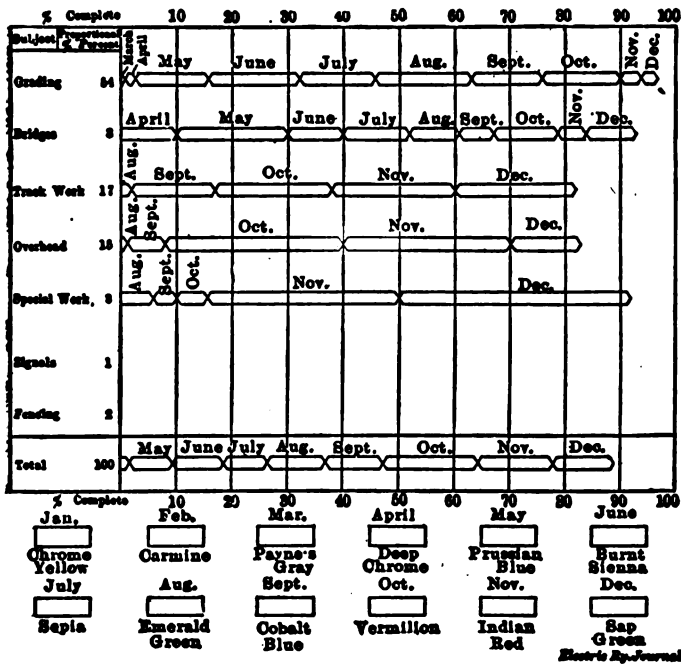 % Complete 10 20 30 40 50 60 70 80 90 100
Subject Proportional % Percent March April Nov. Dec.
May June July Aug. Sept. Oct.
Grading 54
Nov.
April May June July Aug. Sept. Oct. Dec.
Bridges 8
Aug. Sept. Oct. Nov. Dec.
Track Work 17
Aug. Sept. Oct. Nov. Dec.
Overhead 15
Aug. Sept. Oct. Nov. Dec.
Special Work, 3
Signals 1
Fencing 2
May June July Aug. Sept. Oct. Nov. Dec.
Total 100
% Complete 10 20 30 40 50 60 70 80 90 100
Jan, Feb. Mar. April May June
Chrome Carmine Payne's Deep Prussian Burnt
Yellow Gray Chrome Blue Sienna
July Aug. Sept. Oct. Nov. Dec.
Sepia Emerald Cobalt Vermilion Indian Sap
Green Blue Red Green
Electric Ry. Journal